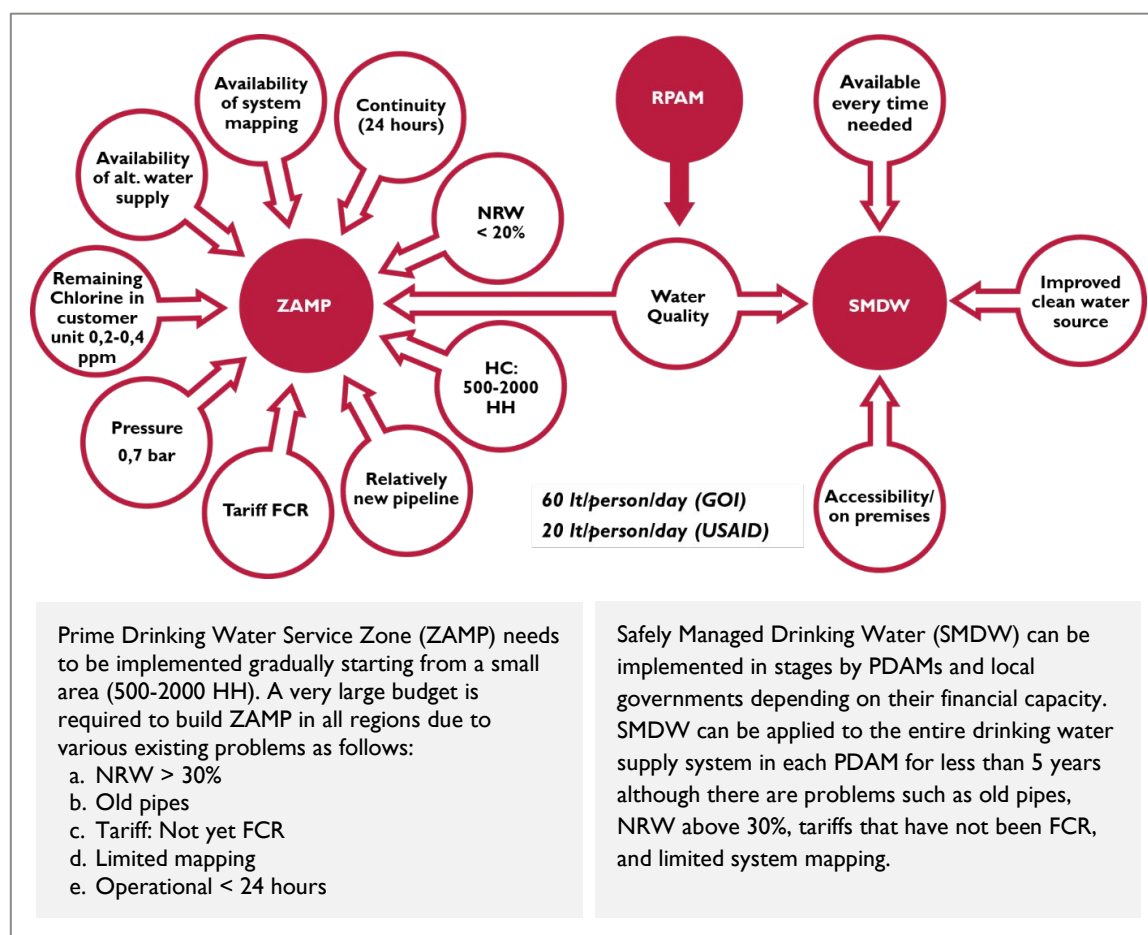 Availability
of system
mapping
Continuity
(24 hours)
RPAM
Available
every time
needed
Availability
of alt. water
supply
NRW
< 20%
Remaining
Chlorine in
customer
unit 0,2-0,4
ppm
ZAMP
Water
Quality
SMDW
Improved
clean water
source
HC:
500-2000
HH
Pressure
0,7 bar
Tariff FCR
Relatively
new pipeline
60 lt/person/day (GOI)
20 lt/person/day (USAID)
Accessibility/
on premises
Prime Drinking Water Service Zone (ZAMP) needs
to be implemented gradually starting from a small
area (500-2000 HH). A very large budget is
required to build ZAMP in all regions due to
various existing problems as follows:
a. NRW > 30%
b. Old pipes
c. Tariff: Not yet FCR
d. Limited mapping
e. Operational < 24 hours
Safely Managed Drinking Water (SMDW) can be
implemented in stages by PDAMs and local
governments depending on their financial capacity.
SMDW can be applied to the entire drinking water
supply system in each PDAM for less than 5 years
although there are problems such as old pipes,
NRW above 30%, tariffs that have not been FCR,
and limited system mapping.